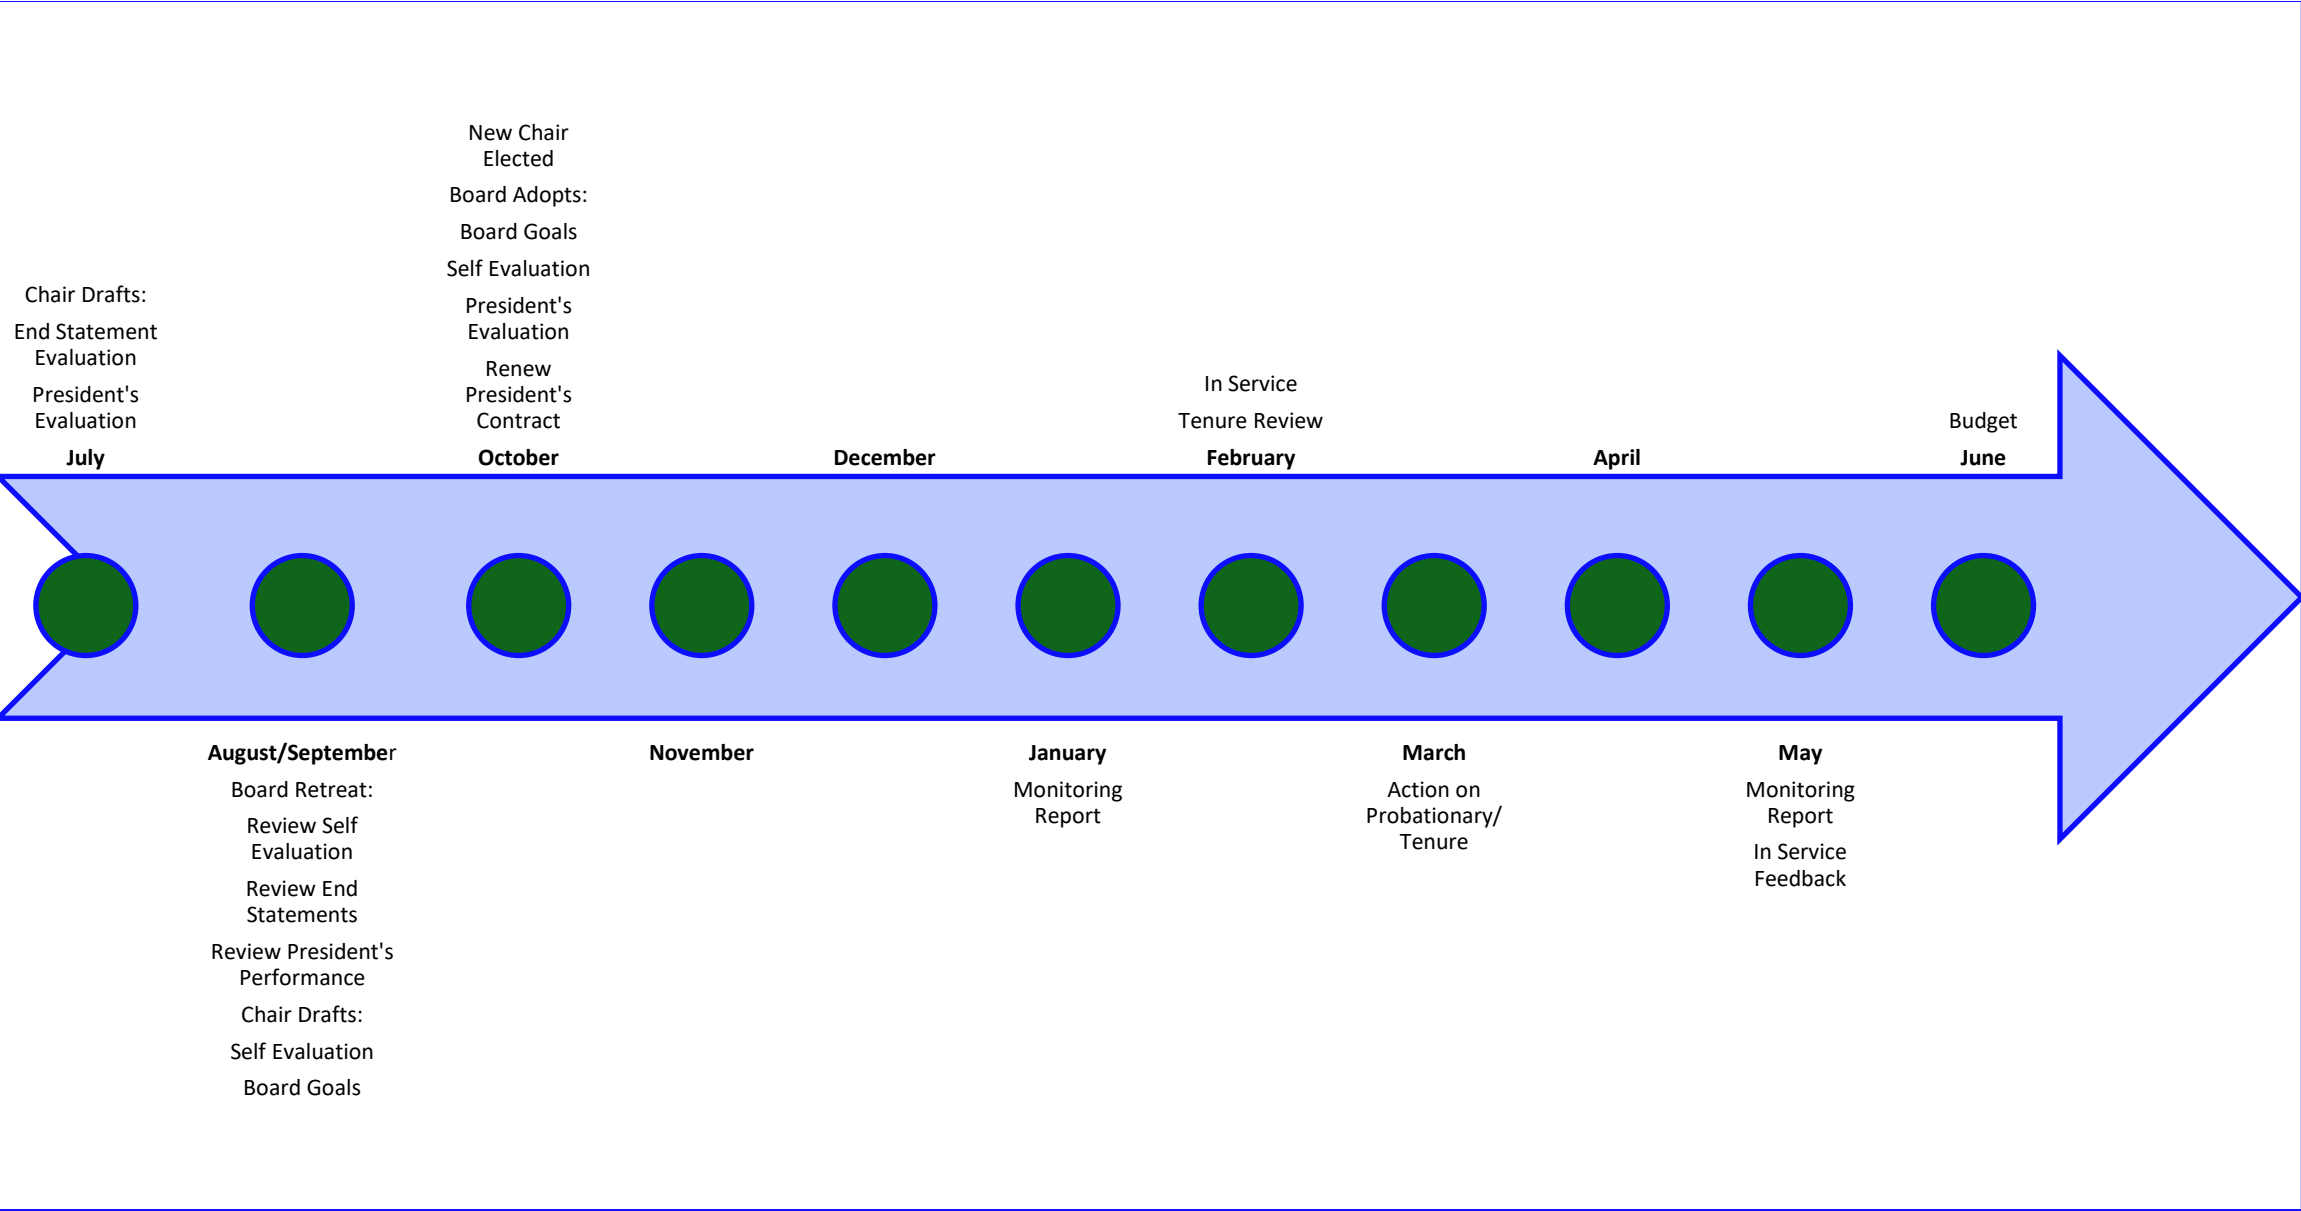 Chair Drafts:
End Statement
Evaluation
President's
Evaluation
July
August/September
Board Retreat:
Review Self
Evaluation
Review End
Statements
Review President's
Performance
Chair Drafts:
Self Evaluation
Board Goals
New Chair
Elected
Board Adopts:
Board Goals
Self Evaluation
President's
Evaluation
Renew
President's
Contract
October
November
December
January
Monitoring
Report
In Service
Tenure Review
February
March
Action on
Probationary/
Tenure
April
May
Monitoring
Report
In Service
Feedback
Budget
June